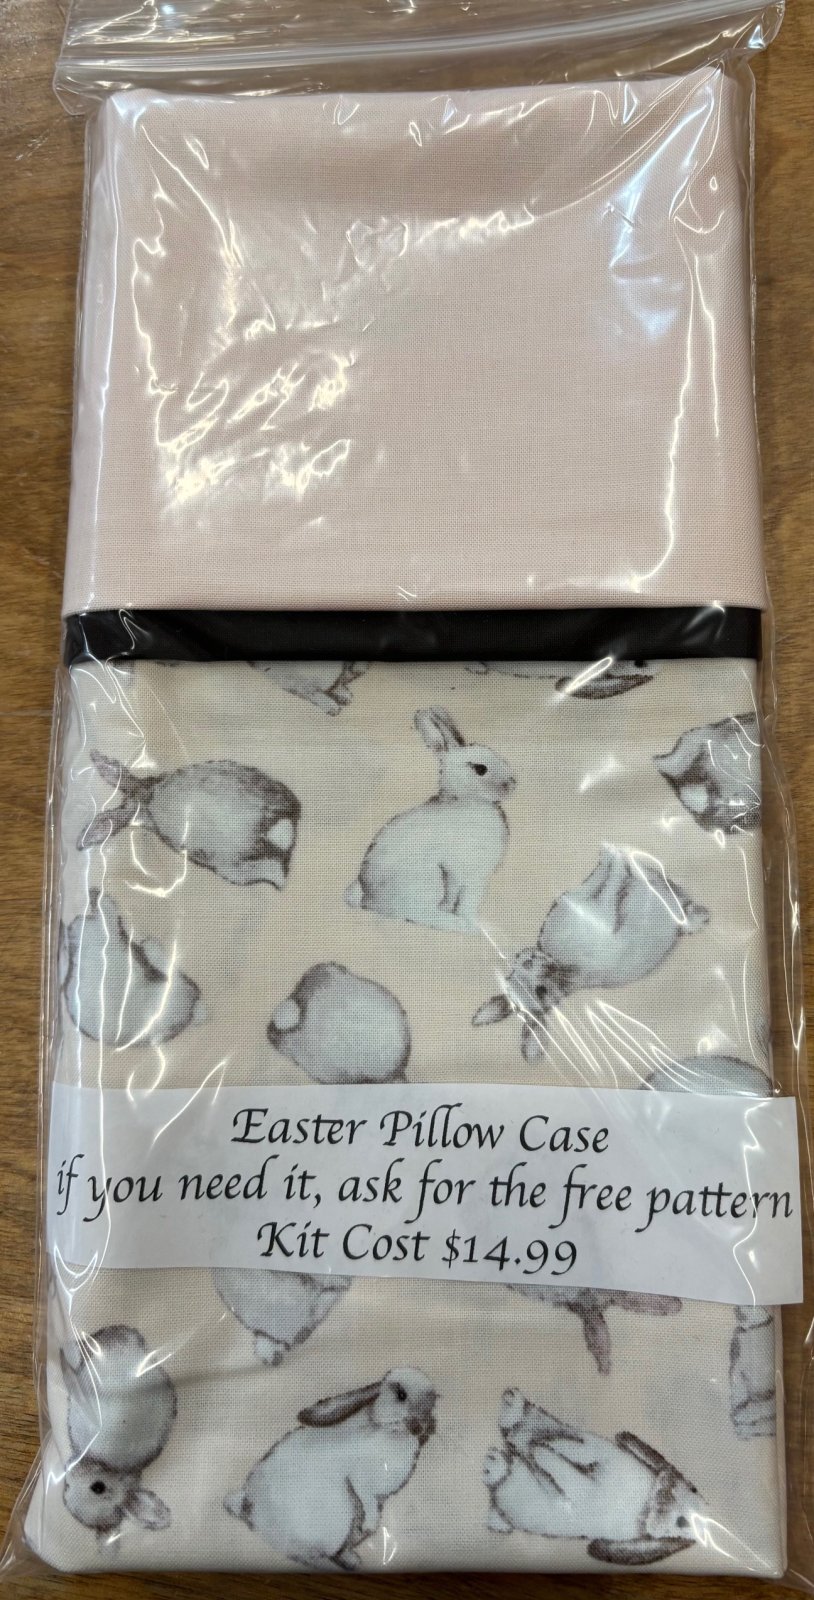 Easter Pillow Case
if you need it, ask for the free pattern
Kit Cost $14.99